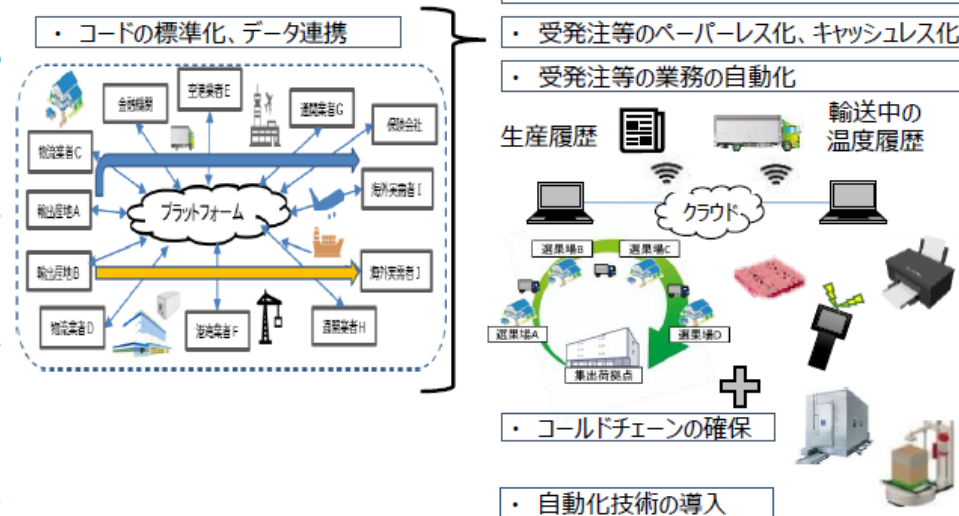 ・ コードの標準化、データ連携
金融機関
空港業者E
通関業者G
保険会社
物流業者C
海外実需者I
輸出産地A
プラットフォーム
輸出産地B
海外実需者J
物流業者D
港湾業者F
通関業者H
・ 受発注等のペーパーレス化、キャッシュレス化
・ 受発注等の業務の自動化
生産履歴
輸送中の
温度履歴
クラウド
選果場B
選果場C
選果場A
選果場D
集出荷拠点
・ コールドチェーンの確保
・ 自動化技術の導入